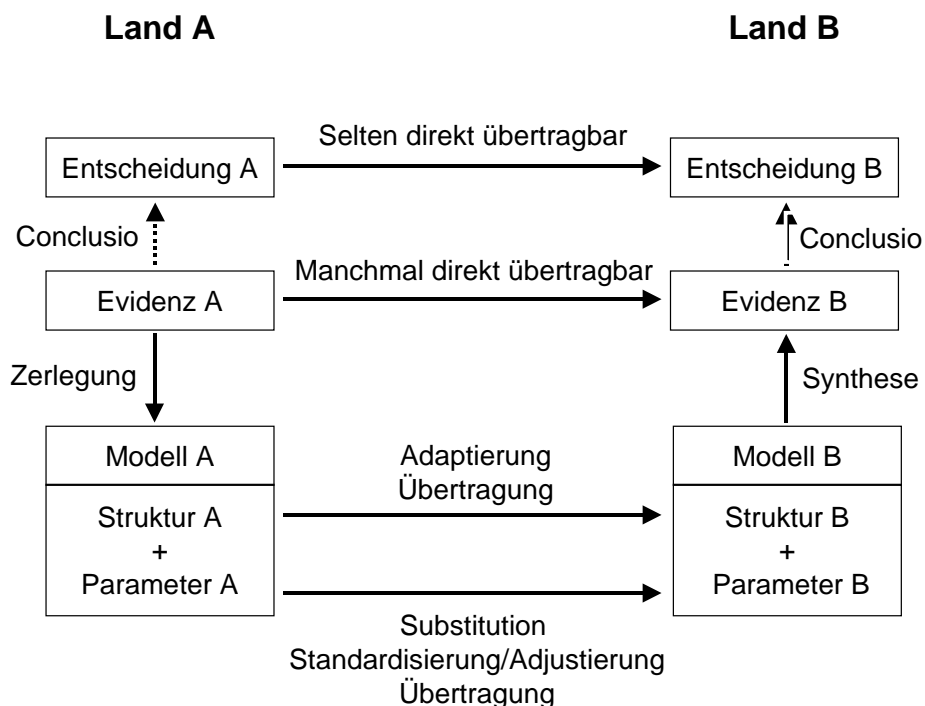 Land A
Land B
Selten direkt übertragbar
Entscheidung A
Entscheidung B
Conclusio
Conclusio
Manchmal direkt übertragbar
Evidenz A
Evidenz B
Zerlegung
Synthese
Modell A
Adaptierung
Übertragung
Modell B
Struktur A
+
Parameter A
Struktur B
+
Parameter B
Substitution
Standardisierung/Adjustierung
Übertragung